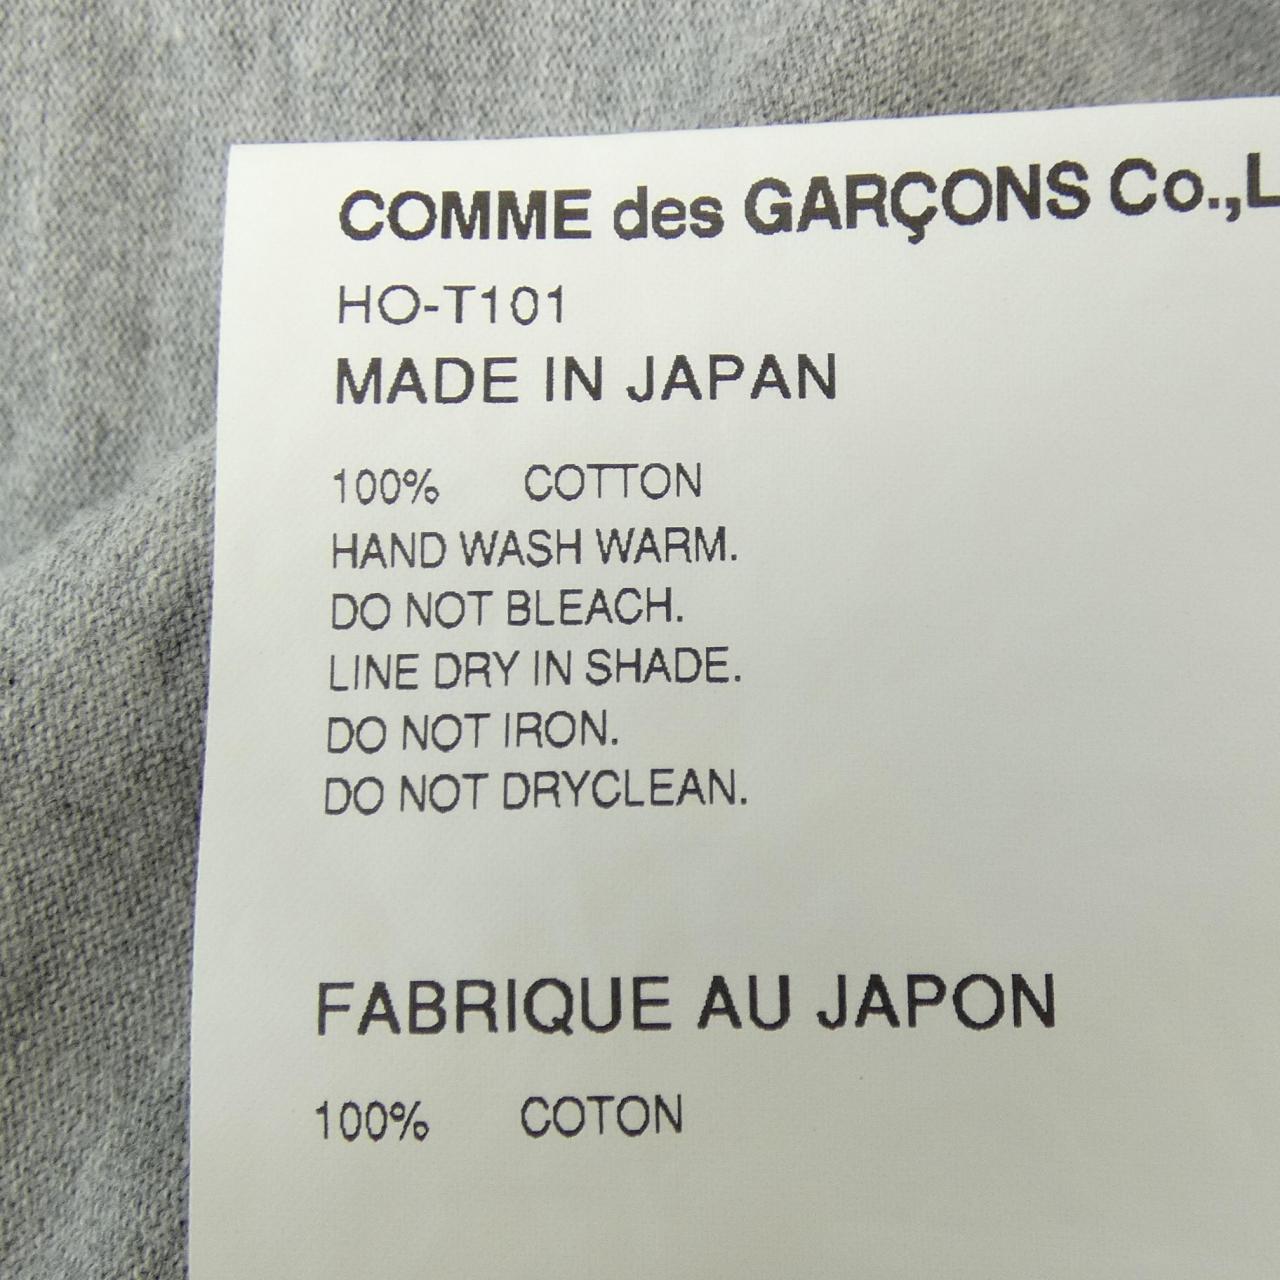 COMME des GARÇONS Co.,L
HO-T101
MADE IN JAPAN
100% COTTON
HAND WASH WARM.
DO NOT BLEACH.
LINE DRY IN SHADE.
DO NOT IRON.
DO NOT DRYCLEAN.
FABRIQUE AU JAPON
100% COTON